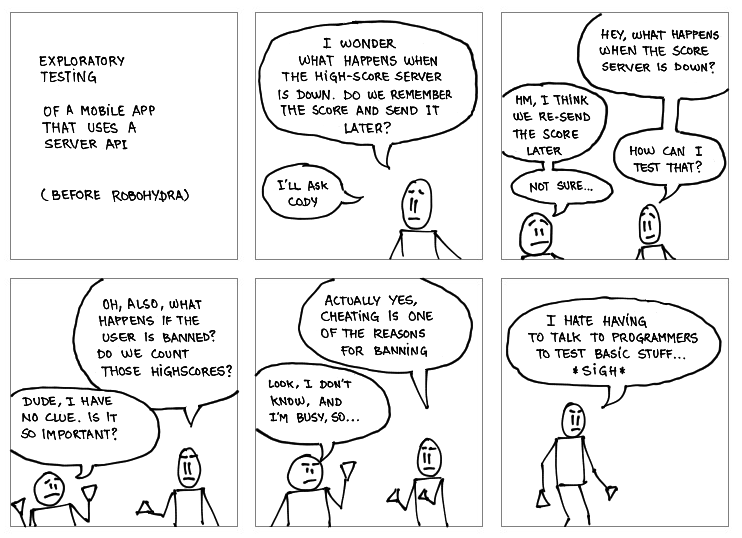 EXPLORATORY
TESTING
OF A MOBILE APP
THAT USES A
SERVER API
(BEFORE ROBOHYDRA)
I WONDER
WHAT HAPPENS WHEN
THE HIGH-SCORE SERVER
IS DOWN. DO WE REMEMBER
THE SCORE AND SEND IT
LATER?
I'LL ASK
CODY
HEY, WHAT HAPPENS
WHEN THE SCORE
SERVER IS DOWN?
HM, I THINK
WE RE-SEND
THE SCORE
LATER
HOW CAN I
TEST THAT?
NOT SURE...
OH, ALSO, WHAT
HAPPENS IF THE
USER IS BANNED?
DO WE COUNT
THOSE HIGHSCORES?
DUDE, I HAVE
NO CLUE. IS IT
SO IMPORTANT?
ACTUALLY YES,
CHEATING IS ONE
OF THE REASONS
FOR BANNING
LOOK, I DON'T
KNOW, AND
I'M BUSY, SO...
I HATE HAVING
TO TALK TO PROGRAMMERS
TO TEST BASIC STUFF...
*SIGH*